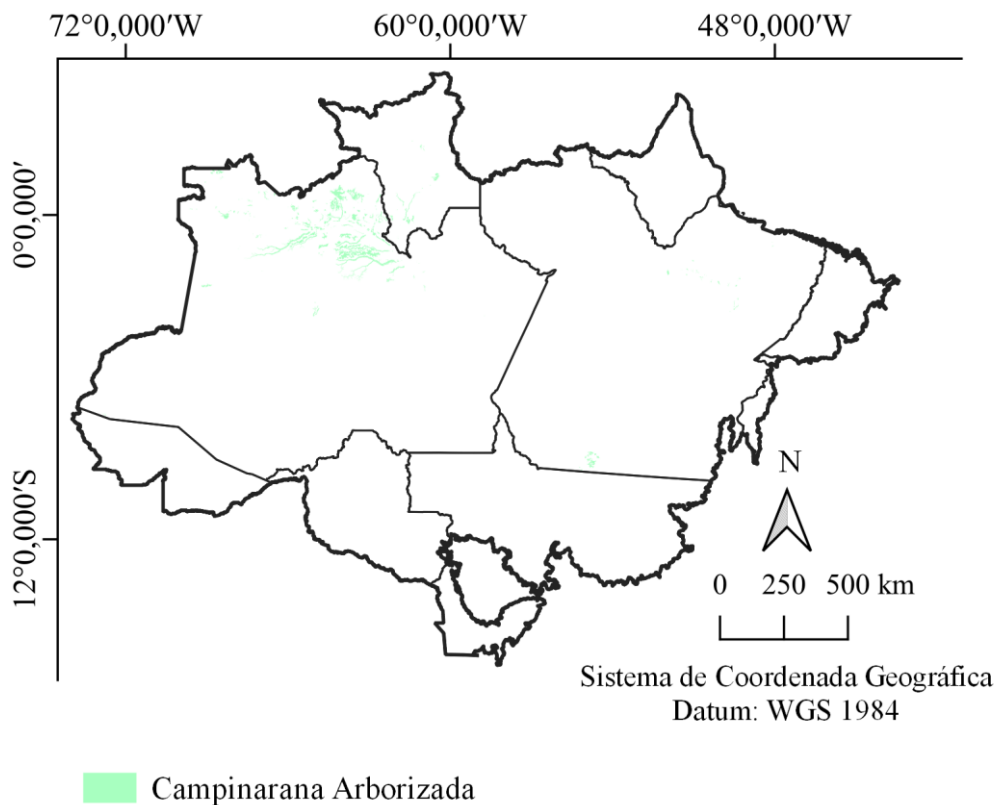 72°0,000′W 60°0,000′W 48°0,000′W
0°0,000′
12°0,000′S
N
0 250 500 km
Sistema de Coordenada Geográfica
Datum: WGS 1984
Campinarana Arborizada